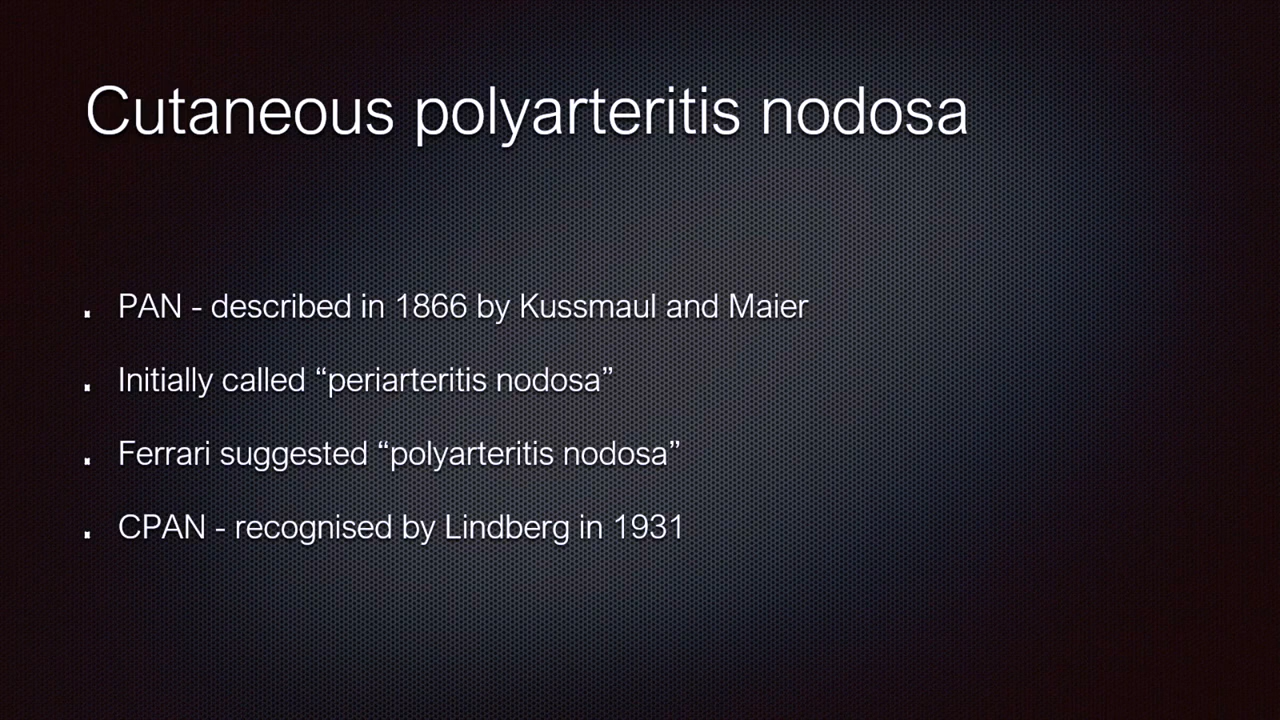 Cutaneous polyarteritis nodosa
PAN - described in 1866 by Kussmaul and Maier
Initially called “periarteritis nodosa”
Ferrari suggested “polyarteritis nodosa”
CPAN - recognised by Lindberg in 1931